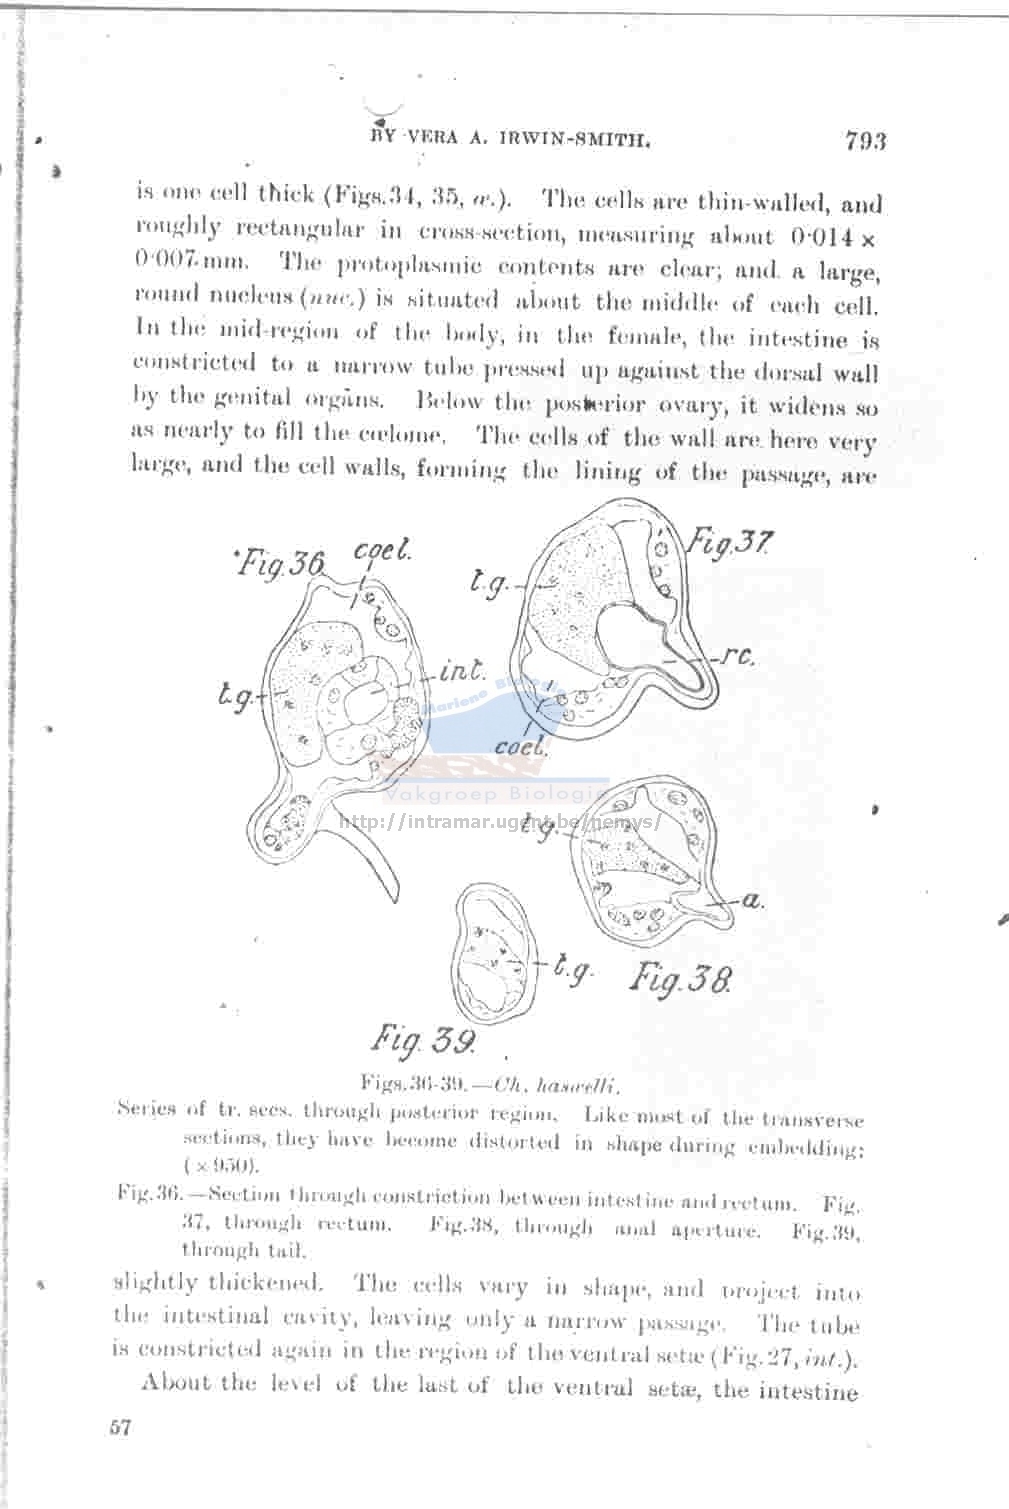 BY VERA A. IRWIN-SMITH. 793
is one cell thick (Figs.34, 35, w.). The cells are thin-walled, and
roughly rectangular in cross-section, measuring about 0·014 ×
0·007 mm. The protoplasmic contents are clear; and a large,
round nucleus (nuc.) is situated about the middle of each cell.
In the mid-region of the body, in the female, the intestine is
constricted to a narrow tube pressed up against the dorsal wall
by the genital organs. Below the posterior ovary, it widens so
as nearly to fill the cœlome. The cells of the wall are here very
large, and the cell walls, forming the lining of the passage, are
Fig.36. coel.
Fig.37.
t.g.
rc.
int.
t.g.
coel.
Mariene Biologie
Vakgroep Biologie
http://intramar.ugent.be/nemys/
t.g.
a.
t.g.
Fig.38.
Fig.39.
Figs.36-39.—Ch. haswelli.
Series of tr. secs. through posterior region. Like most of the transverse
sections, they have become distorted in shape during embedding;
(×950).
Fig.36.—Section through constriction between intestine and rectum. Fig.
37, through rectum. Fig.38, through anal aperture. Fig.39,
through tail.
slightly thickened. The cells vary in shape, and project into
the intestinal cavity, leaving only a narrow passage. The tube
is constricted again in the region of the ventral setæ (Fig.27, int.).
About the level of the last of the ventral setæ, the intestine
57